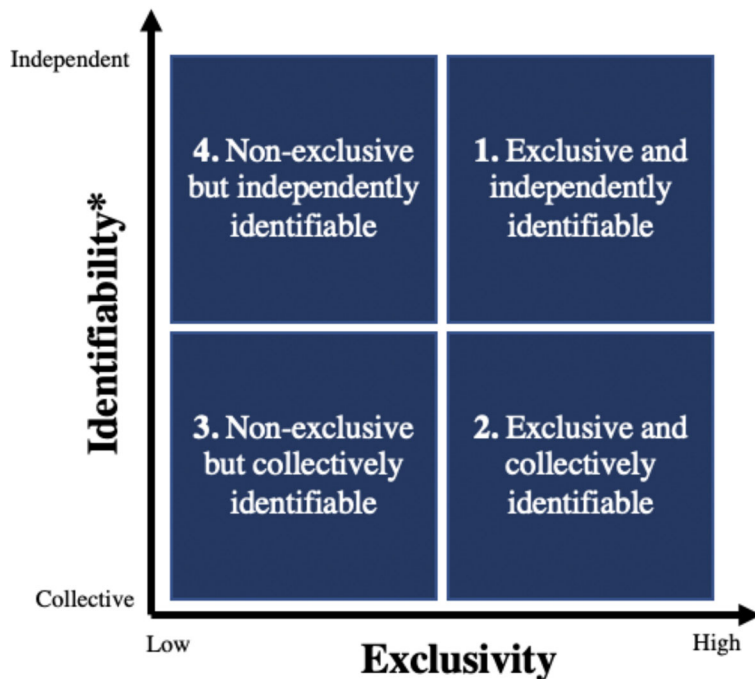 Independent
Identifiability*
4. Non-exclusive
but independently
identifiable
1. Exclusive and
independently
identifiable
3. Non-exclusive
but collectively
identifiable
2. Exclusive and
collectively
identifiable
Collective
Low
Exclusivity
High